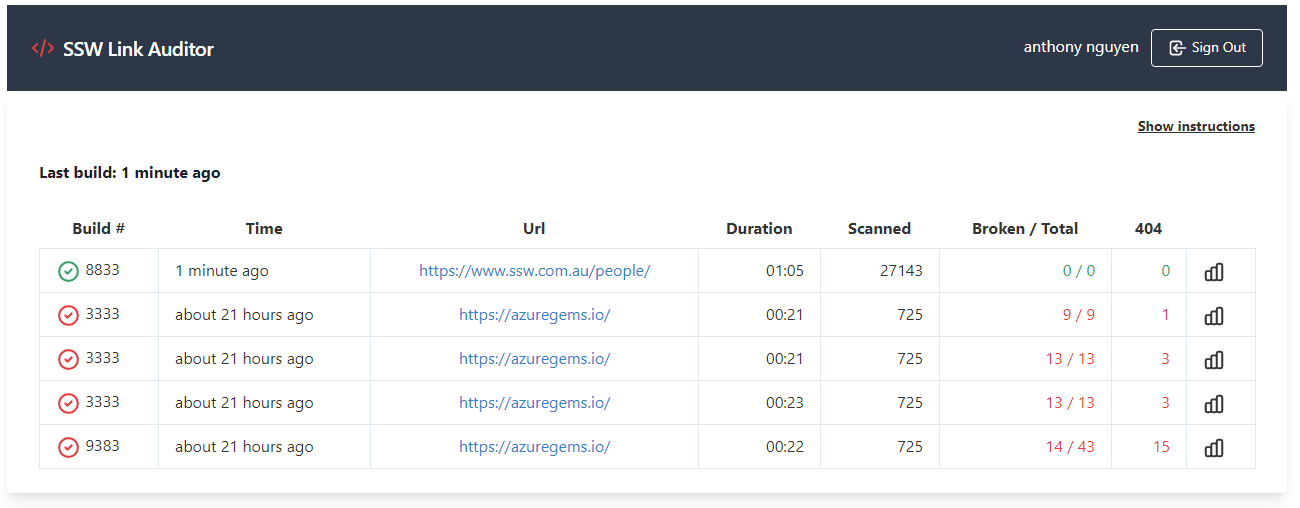 </> SSW Link Auditor anthony nguyen Sign Out
Show instructions
Last build: 1 minute ago
Build # Time Url Duration Scanned Broken / Total 404
8833 1 minute ago https://www.ssw.com.au/people/ 01:05 27143 0 / 0 0
3333 about 21 hours ago https://azuregems.io/ 00:21 725 9 / 9 1
3333 about 21 hours ago https://azuregems.io/ 00:21 725 13 / 13 3
3333 about 21 hours ago https://azuregems.io/ 00:23 725 13 / 13 3
9383 about 21 hours ago https://azuregems.io/ 00:22 725 14 / 43 15